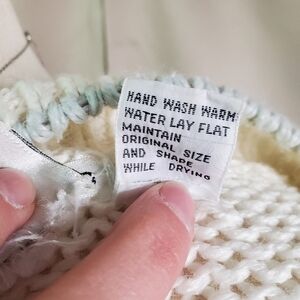 HAND WASH WARM
WATER LAY FLAT
MAINTAIN
ORIGINAL SIZE
AND SHAPE
WHILE DRYING